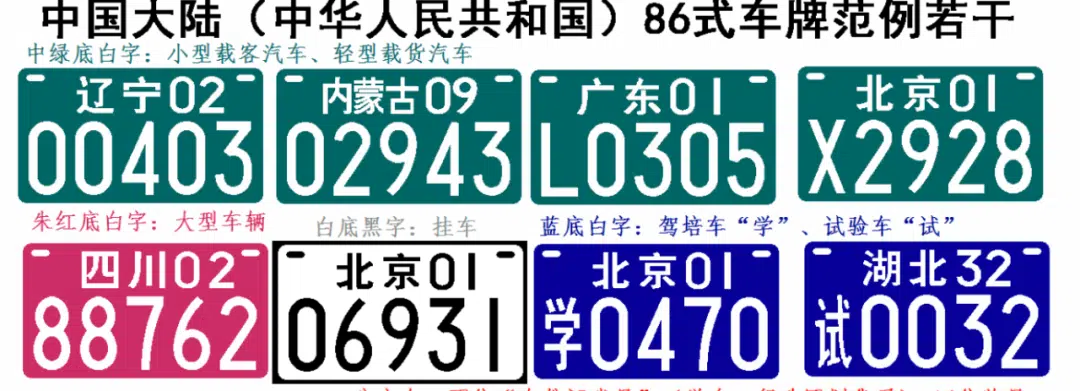 中国大陆（中华人民共和国）86式车牌范例若干
中绿底白字：小型载客汽车、轻型载货汽车
辽宁02
00403
内蒙古09
02943
广东01
L0305
北京01
X2928
朱红底白字：大型车辆
白底黑字：挂车
蓝底白字：驾培车“学”、试验车“试”
四川02
88762
北京01
06931
北京01
学0470
湖北32
试0032